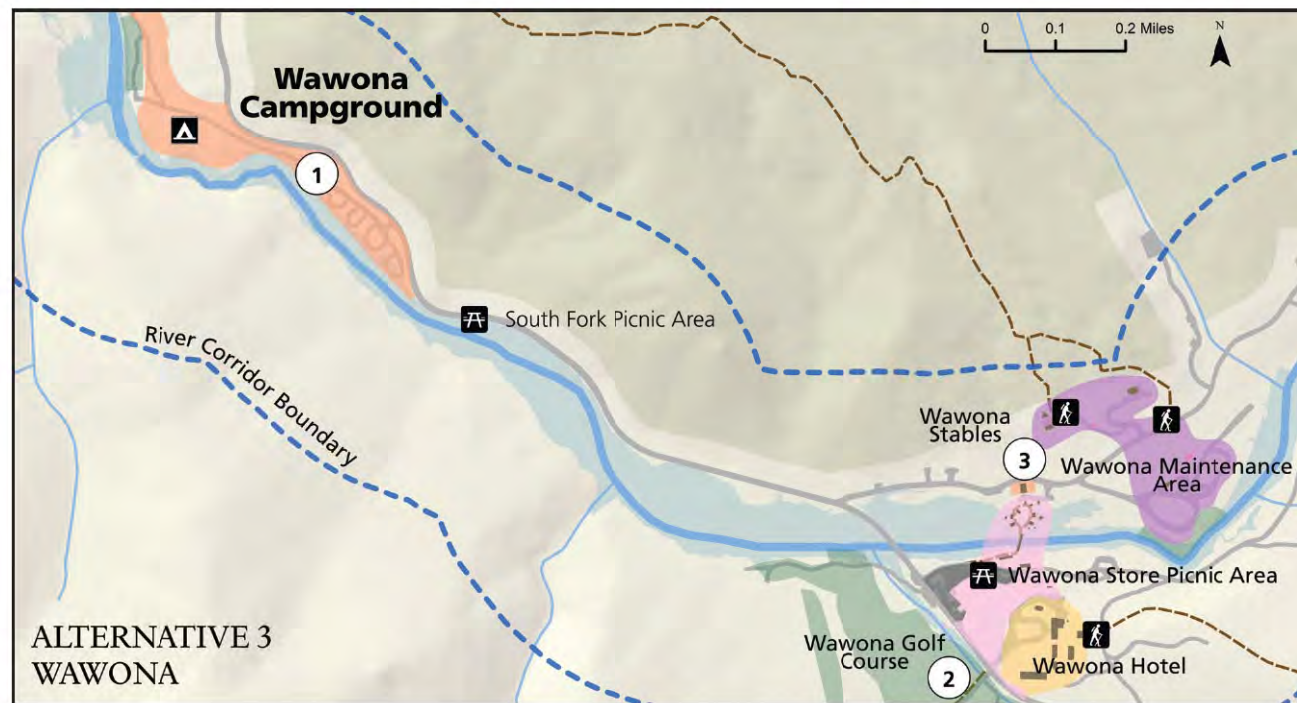 0 0.1 0.2 Miles
N
Wawona
Campground
1
South Fork Picnic Area
River Corridor Boundary
Wawona
Stables
3
Wawona Maintenance
Area
Wawona Store Picnic Area
Wawona Golf
Course
2
Wawona Hotel
ALTERNATIVE 3
WAWONA